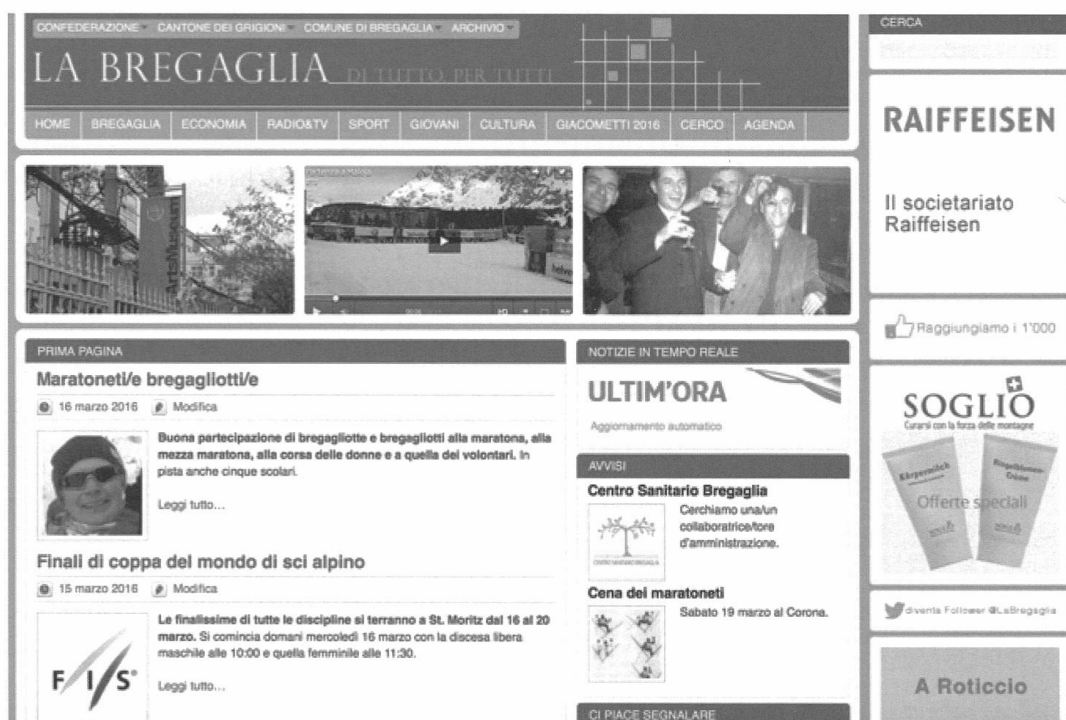 CONFEDERAZIONE CANTONE DEI GRIGIONI COMUNE DI BREGAGLIA ARCHIVIO
LA BREGAGLIA DI TUTTO, PER TUTTI
HOME BREGAGLIA ECONOMIA RADIO&TV SPORT GIOVANI CULTURA GIACOMETTI 2016 CERCO AGENDA
ArtsMuseum
PRIMA PAGINA
Maratoneti/e bregagliotti/e
16 marzo 2016 Modifica
Buona partecipazione di bregagliotte e bregagliotti alla maratona, alla
mezza maratona, alla corsa delle donne e a quella dei volontari. In
pista anche cinque scolari.
Leggi tutto...
Finali di coppa del mondo di sci alpino
15 marzo 2016 Modifica
Le finalissime di tutte le discipline si terranno a St. Moritz dal 16 al 20
marzo. Si comincia domani mercoledì 16 marzo con la discesa libera
maschile alle 10:00 e quella femminile alle 11:30.
FIS
Leggi tutto...
NOTIZIE IN TEMPO REALE
ULTIM'ORA
Aggiornamento automatico
AVVISI
Centro Sanitario Bregaglia
Cerchiamo una/un
collaboratrice/tore
d'amministrazione.
CENTRO SANITARIO BREGAGLIA
Cena dei maratoneti
Sabato 19 marzo al Corona.
CI PIACE SEGNALARE
CERCA
RAIFFEISEN
Il societariato
Raiffeisen
Raggiungiamo i 1'000
SOGLIO
Curarsi con la forza delle montagne
Körpermilch
Ringelblumen-
Crème
Offerte speciali
diventa Follower @LaBregaglia
A Roticcio